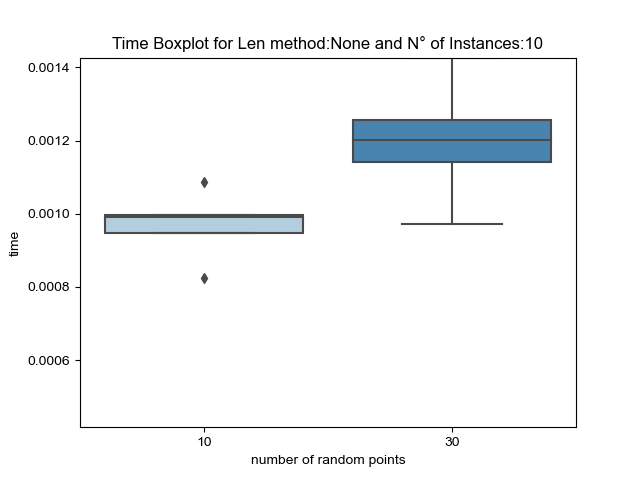 Time Boxplot for Len method:None and N° of Instances:10
0.0014
0.0012
0.0010
0.0008
0.0006
time
10
30
number of random points